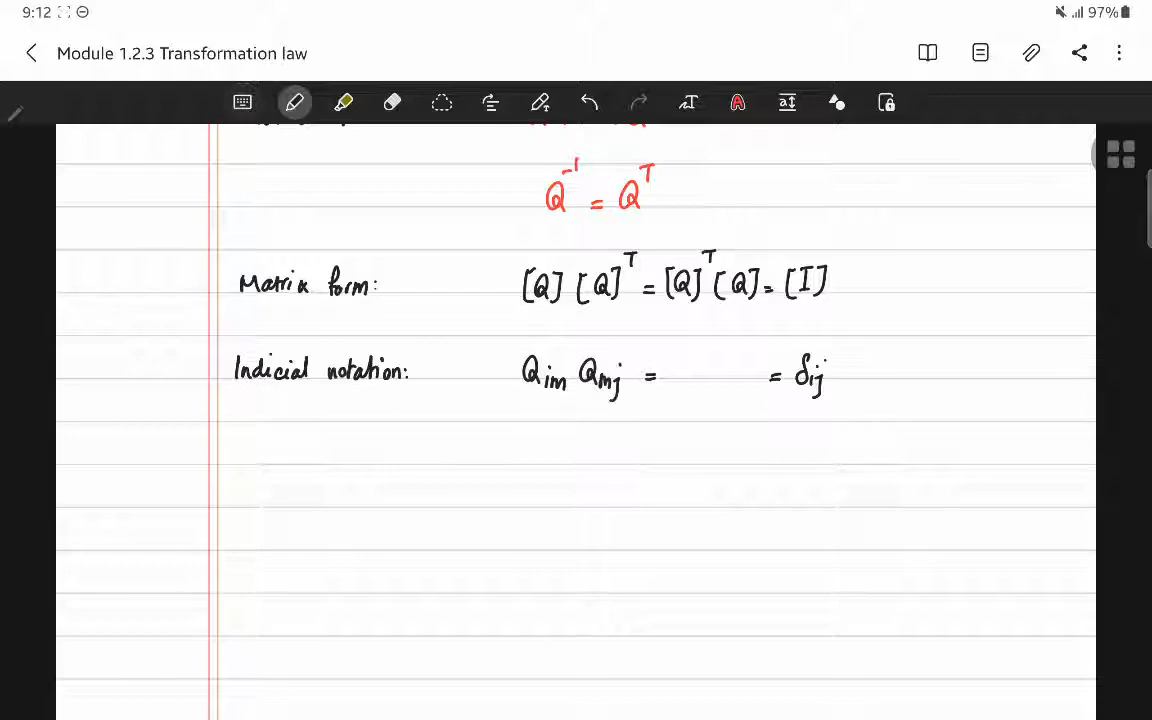 9:12 97%
Module 1.2.3 Transformation law
Q⁻¹ = Qᵀ
Matrix form: [Q] [Q]ᵀ = [Q]ᵀ [Q] = [I]
Indicial notation: Qᵢₘ Qₘⱼ = = δᵢⱼ